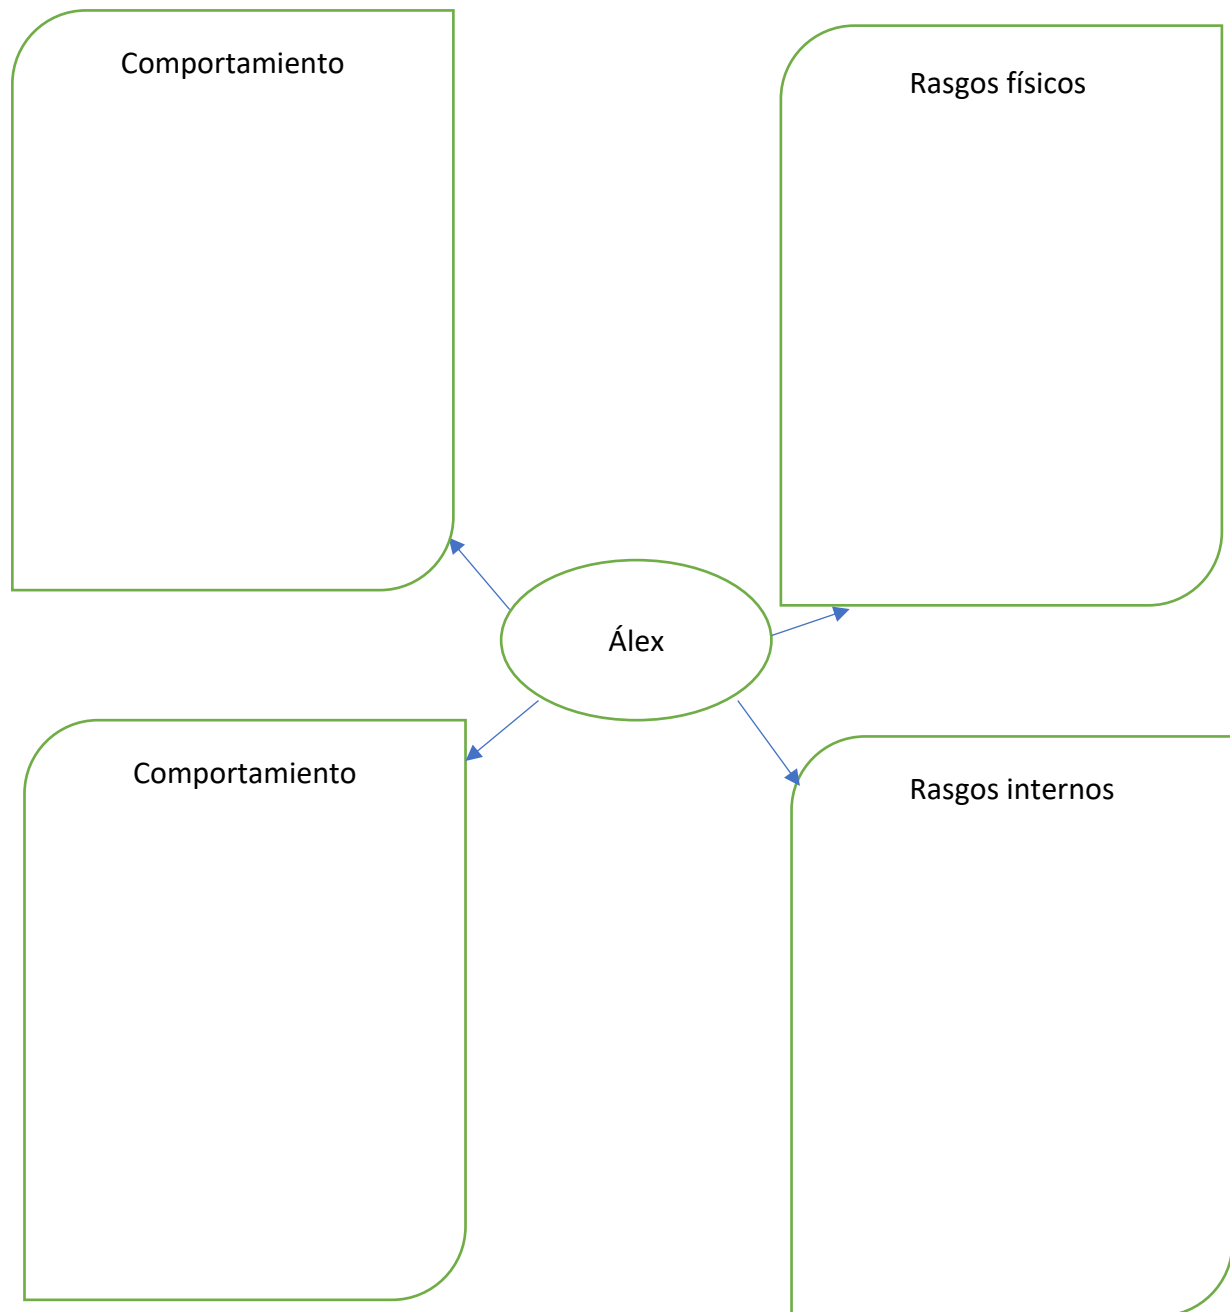 Comportamiento
Rasgos físicos
Álex
Comportamiento
Rasgos internos